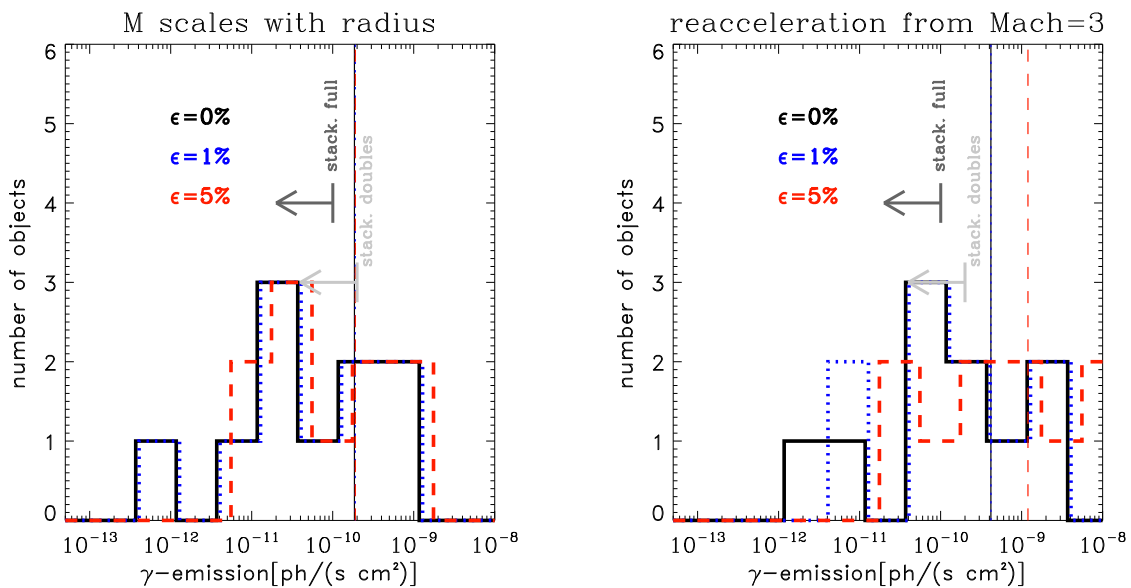 M scales with radius
6
5
4
3
2
1
0
number of objects
ϵ=0%
ϵ=1%
ϵ=5%
stack. full
stack. doubles
10⁻¹³ 10⁻¹² 10⁻¹¹ 10⁻¹⁰ 10⁻⁹ 10⁻⁸
γ-emission[ph/(s cm²)]
reacceleration from Mach=3
6
5
4
3
2
1
0
number of objects
ϵ=0%
ϵ=1%
ϵ=5%
stack. full
stack. doubles
10⁻¹³ 10⁻¹² 10⁻¹¹ 10⁻¹⁰ 10⁻⁹ 10⁻⁸
γ-emission[ph/(s cm²)]